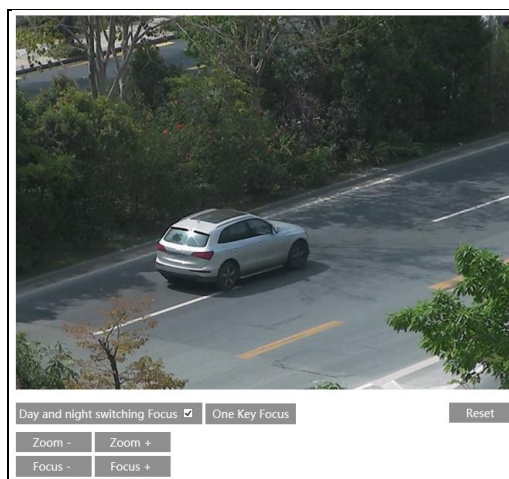 Day and night switching Focus One Key Focus Reset
Zoom - Zoom +
Focus - Focus +